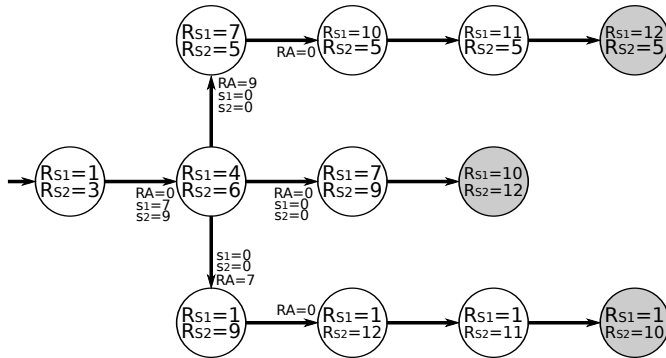 RS1=7
RS2=5
RS1=10
RS2=5
RS1=11
RS2=5
RS1=12
RS2=5
RA=0
RA=9
s1=0
s2=0
RS1=1
RS2=3
RS1=4
RS2=6
RS1=7
RS2=9
RS1=10
RS2=12
RA=0
s1=7
s2=9
RA=0
s1=0
s2=0
s1=0
s2=0
RA=7
RA=0
RS1=1
RS2=9
RS1=1
RS2=12
RS1=1
RS2=11
RS1=1
RS2=10